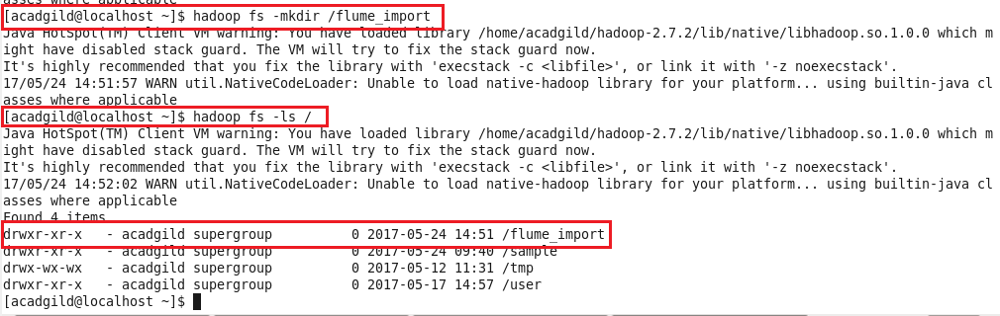 asses where applicable
[acadgild@localhost ~]$ hadoop fs -mkdir /flume_import
Java HotSpot(TM) Client VM warning: You have loaded library /home/acadgild/hadoop-2.7.2/lib/native/libhadoop.so.1.0.0 which m
ight have disabled stack guard. The VM will try to fix the stack guard now.
It's highly recommended that you fix the library with 'execstack -c <libfile>', or link it with '-z noexecstack'.
17/05/24 14:51:57 WARN util.NativeCodeLoader: Unable to load native-hadoop library for your platform... using builtin-java cl
asses where applicable
[acadgild@localhost ~]$ hadoop fs -ls /
Java HotSpot(TM) Client VM warning: You have loaded library /home/acadgild/hadoop-2.7.2/lib/native/libhadoop.so.1.0.0 which m
ight have disabled stack guard. The VM will try to fix the stack guard now.
It's highly recommended that you fix the library with 'execstack -c <libfile>', or link it with '-z noexecstack'.
17/05/24 14:52:02 WARN util.NativeCodeLoader: Unable to load native-hadoop library for your platform... using builtin-java cl
asses where applicable
Found 4 items
drwxr-xr-x   - acadgild supergroup          0 2017-05-24 14:51 /flume_import
drwxr-xr-x   - acadgild supergroup          0 2017-05-24 09:40 /sample
drwx-wx-wx   - acadgild supergroup          0 2017-05-12 11:31 /tmp
drwxr-xr-x   - acadgild supergroup          0 2017-05-17 14:57 /user
[acadgild@localhost ~]$